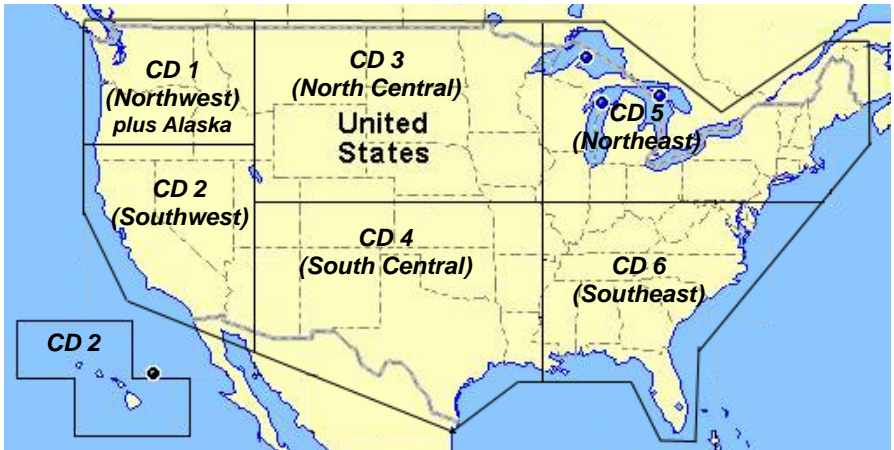 CD 1
(Northwest)
plus Alaska
CD 3
(North Central)
United
States
CD 5
(Northeast)
CD 2
(Southwest)
CD 4
(South Central)
CD 6
(Southeast)
CD 2